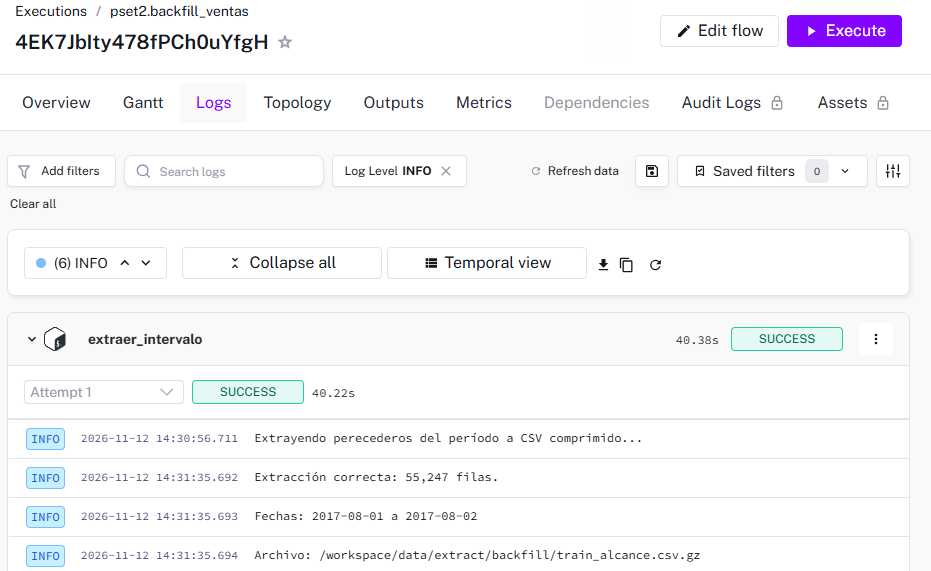 Executions / pset2.backfill_ventas
4EK7JbIty478fPCh0uYfgH
Edit flow
Execute
Overview Gantt Logs Topology Outputs Metrics Dependencies Audit Logs Assets
Add filters
Search logs
Log Level INFO
Refresh data
Saved filters 0
Clear all
(6) INFO
Collapse all
Temporal view
extraer_intervalo 40.38s SUCCESS
Attempt 1 SUCCESS 40.22s
INFO 2026-11-12 14:30:56.711 Extrayendo perecederos del período a CSV comprimido...
INFO 2026-11-12 14:31:35.692 Extracción correcta: 55,247 filas.
INFO 2026-11-12 14:31:35.693 Fechas: 2017-08-01 a 2017-08-02
INFO 2026-11-12 14:31:35.694 Archivo: /workspace/data/extract/backfill/train_alcance.csv.gz